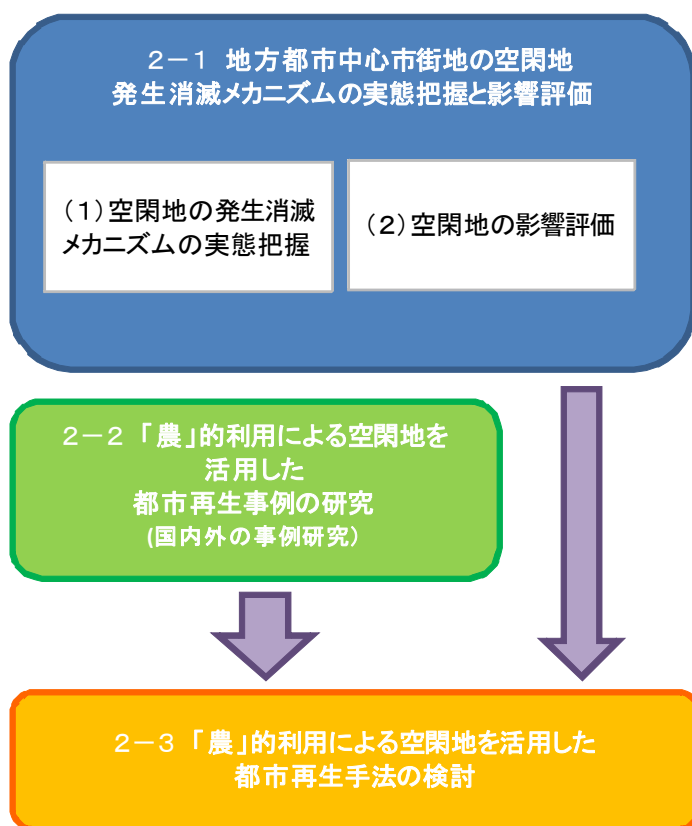 2-1 地方都市中心市街地の空閑地
発生消滅メカニズムの実態把握と影響評価
(1)空閑地の発生消滅
メカニズムの実態把握
(2)空閑地の影響評価
2-2 「農」的利用による空閑地を
活用した
都市再生事例の研究
(国内外の事例研究)
2-3 「農」的利用による空閑地を活用した
都市再生手法の検討